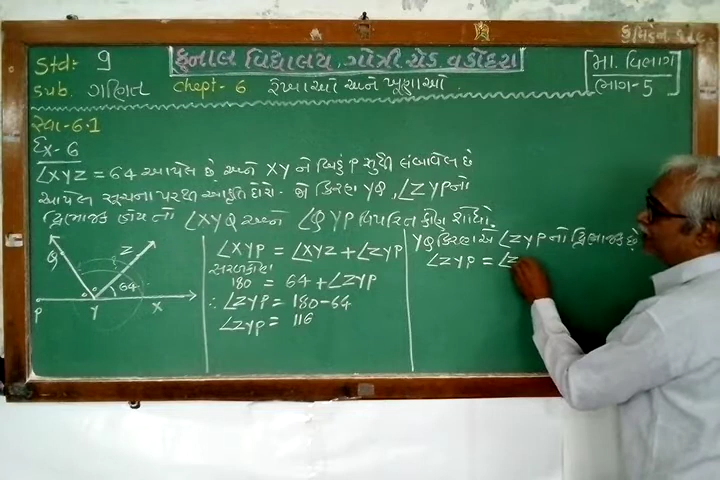 Std:- 9
કુનાલ વિદ્યાલય, ગોત્રી રોડ વડોદરા
મા. વિભાગ
ભાગ-5
Sub. ગણિત Chapt- 6 રેખાઓ અને ખૂણાઓ.
સ્વા-6.1
Ex- 6
∠XYZ = 64 આપેલ છે અને XY ને બિંદુ P સુધી લંબાવેલ છે
આપેલ સૂચના પરથી આકૃતિ દોરો. જો કિરણ YQ, ∠ZYP નો
દ્વિભાજક હોય તો ∠XYQ અને ∠QYP વિપરિત કોણ શોધો.
Q Z
64
P Y X
∠XYP = ∠XYZ + ∠ZYP
સરળકોણ
180 = 64 + ∠ZYP
∴ ∠ZYP = 180-64
∠ZYP = 116
YQ કિરણ એ ∠ZYP નો દ્વિભાજક છે
∠ZYP = ∠Z